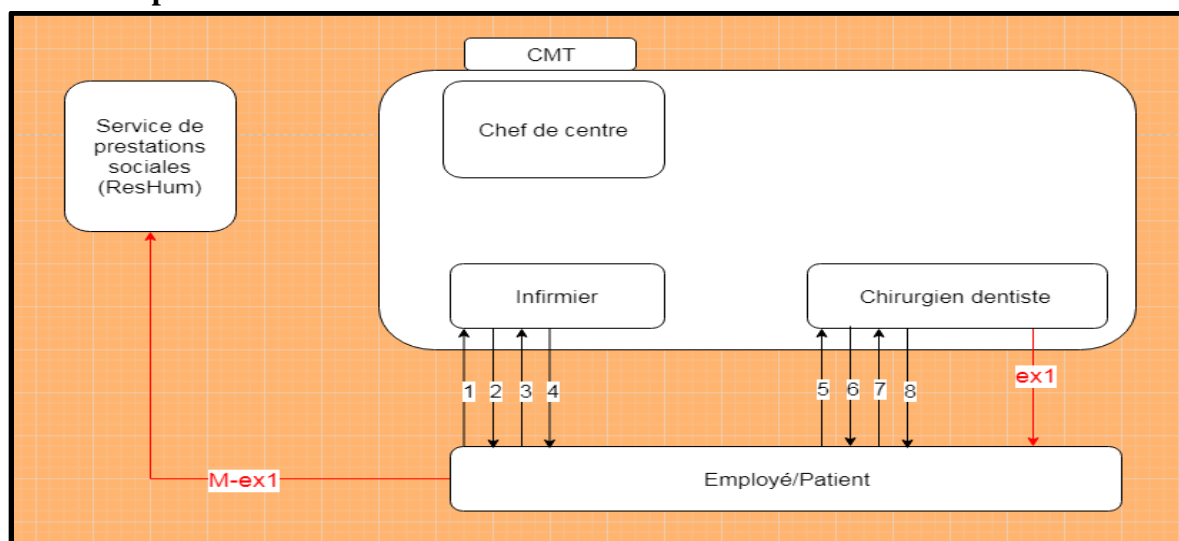 CMT
Chef de centre
Service de
prestations
sociales
(ResHum)
Infirmier
Chirurgien dentiste
1
2
3
4
5
6
7
8
ex1
M-ex1
Employé/Patient